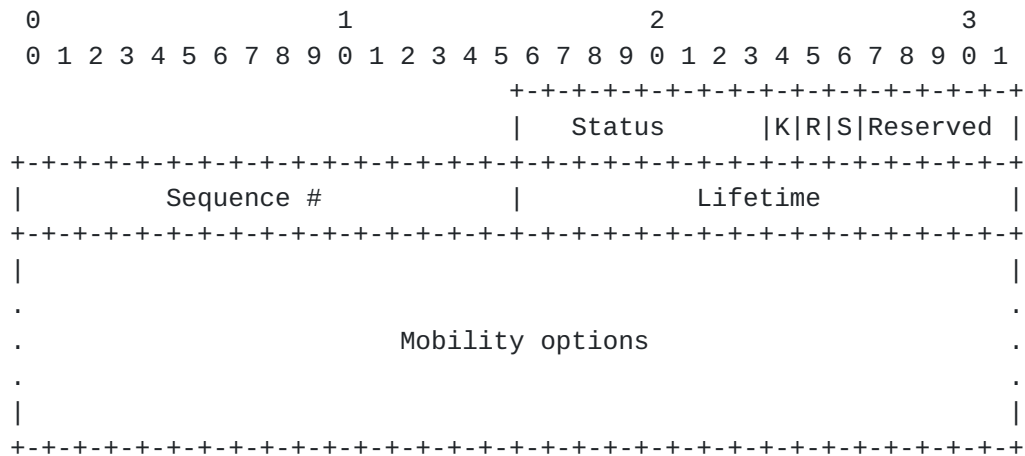 0                   1                   2                   3
 0 1 2 3 4 5 6 7 8 9 0 1 2 3 4 5 6 7 8 9 0 1 2 3 4 5 6 7 8 9 0 1
                                +-+-+-+-+-+-+-+-+-+-+-+-+-+-+-+-+
                                |   Status      |K|R|S|Reserved |
+-+-+-+-+-+-+-+-+-+-+-+-+-+-+-+-+-+-+-+-+-+-+-+-+-+-+-+-+-+-+-+-+
|         Sequence #            |           Lifetime            |
+-+-+-+-+-+-+-+-+-+-+-+-+-+-+-+-+-+-+-+-+-+-+-+-+-+-+-+-+-+-+-+-+
|                                                               |
.                                                               .
.                        Mobility options                       .
.                                                               .
|                                                               |
+-+-+-+-+-+-+-+-+-+-+-+-+-+-+-+-+-+-+-+-+-+-+-+-+-+-+-+-+-+-+-+-+